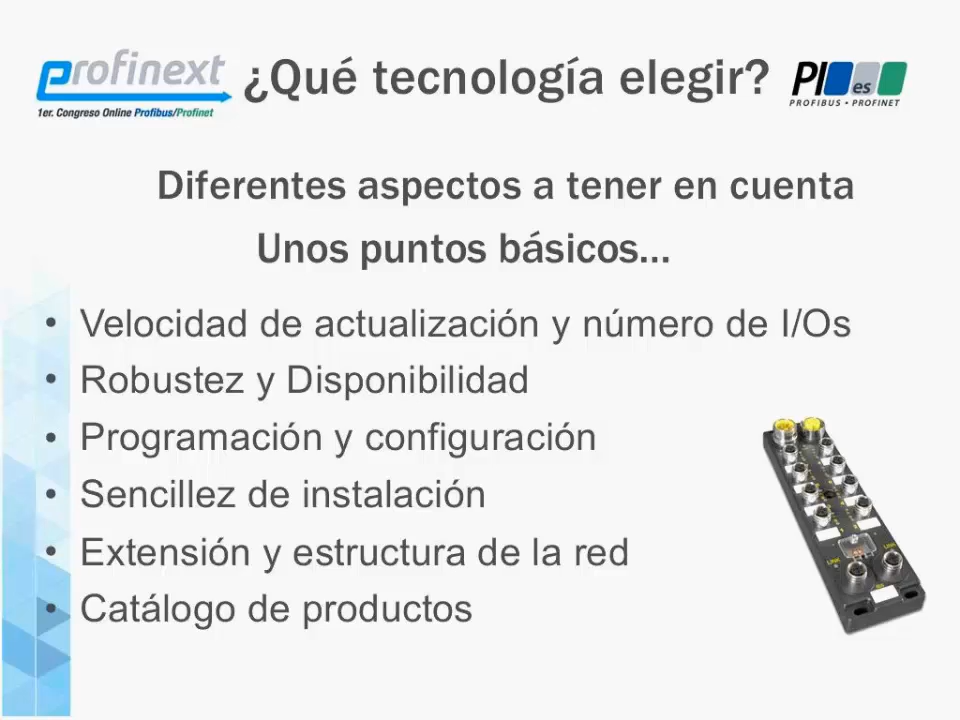 Profinext
1er. Congreso Online Profibus/Profinet
¿Qué tecnología elegir?
PI es
PROFIBUS • PROFINET
Diferentes aspectos a tener en cuenta
Unos puntos básicos...
• Velocidad de actualización y número de I/Os
• Robustez y Disponibilidad
• Programación y configuración
• Sencillez de instalación
• Extensión y estructura de la red
• Catálogo de productos
LINK
LINK